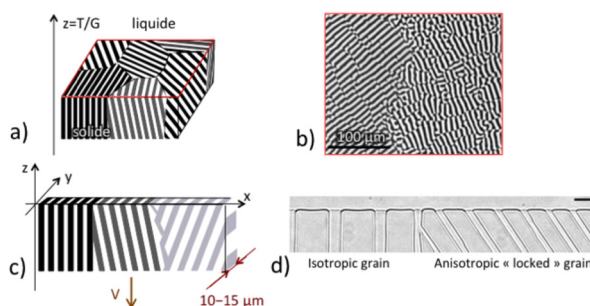 z=T/G
liquide
solide
a)
100 µm
b)
z
y
x
c)
V
10–15 µm
Isotropic grain
Anisotropic « locked » grain
d)